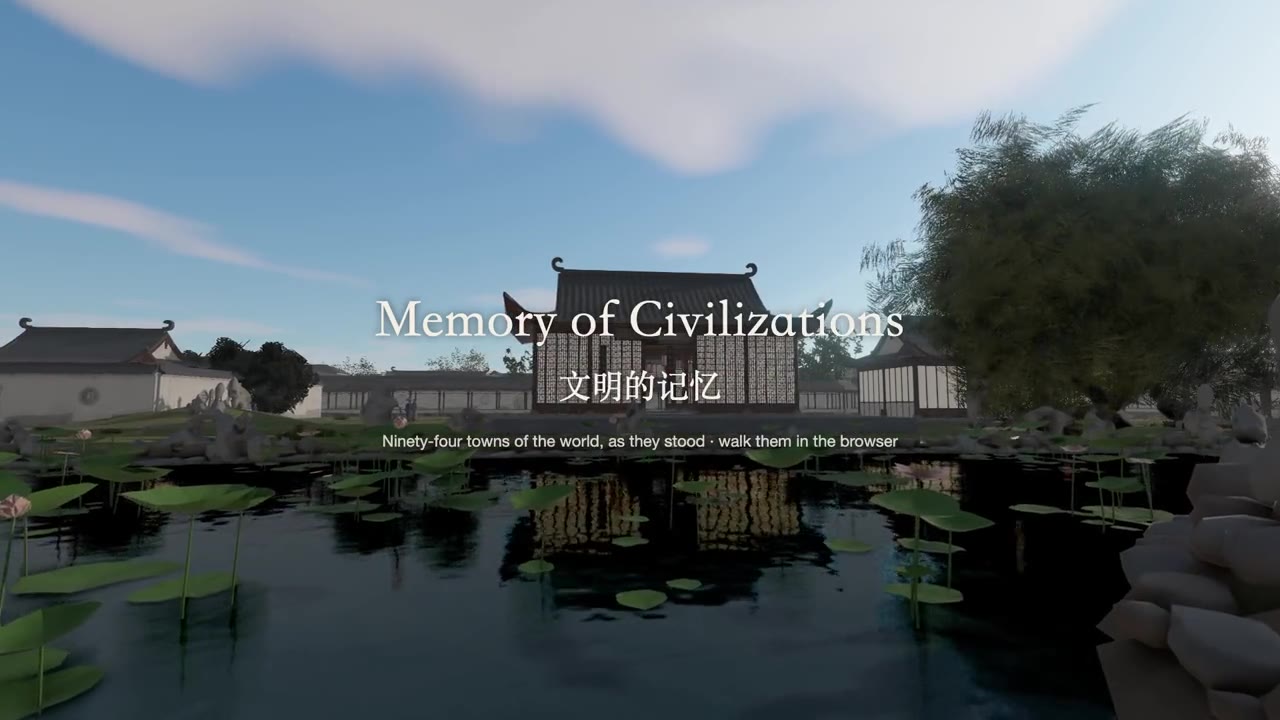 Memory of Civilizations
文明的记忆
Ninety-four towns of the world, as they stood · walk them in the browser